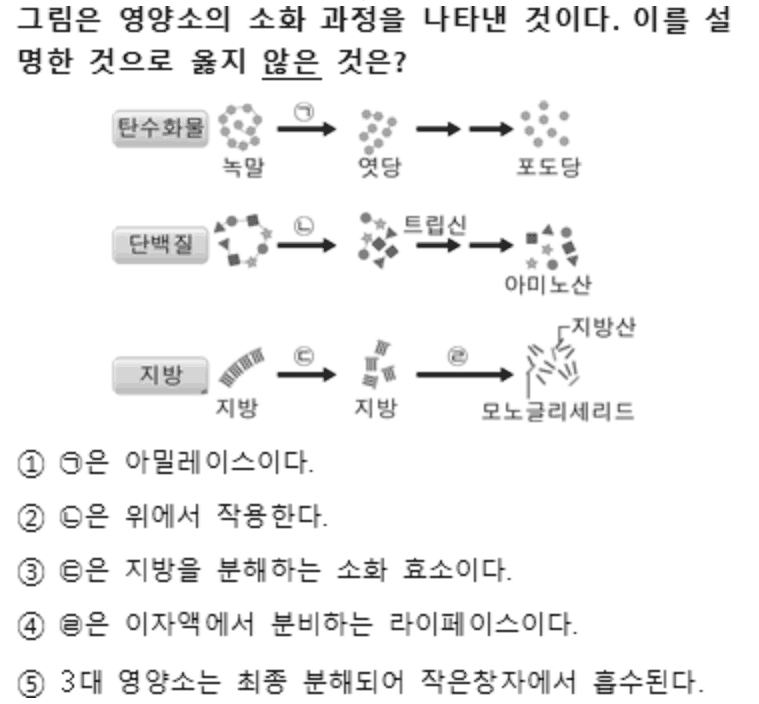 그림은 영양소의 소화 과정을 나타낸 것이다. 이를 설
명한 것으로 옳지 않은 것은?
탄수화물 ㉠
녹말 엿당 포도당
단백질 ㉡ 트립신
아미노산
지방산
지방 ㉢ ㉣
지방 지방 모노글리세리드
① ㉠은 아밀레이스이다.
② ㉡은 위에서 작용한다.
③ ㉢은 지방을 분해하는 소화 효소이다.
④ ㉣은 이자액에서 분비하는 라이페이스이다.
⑤ 3대 영양소는 최종 분해되어 작은창자에서 흡수된다.